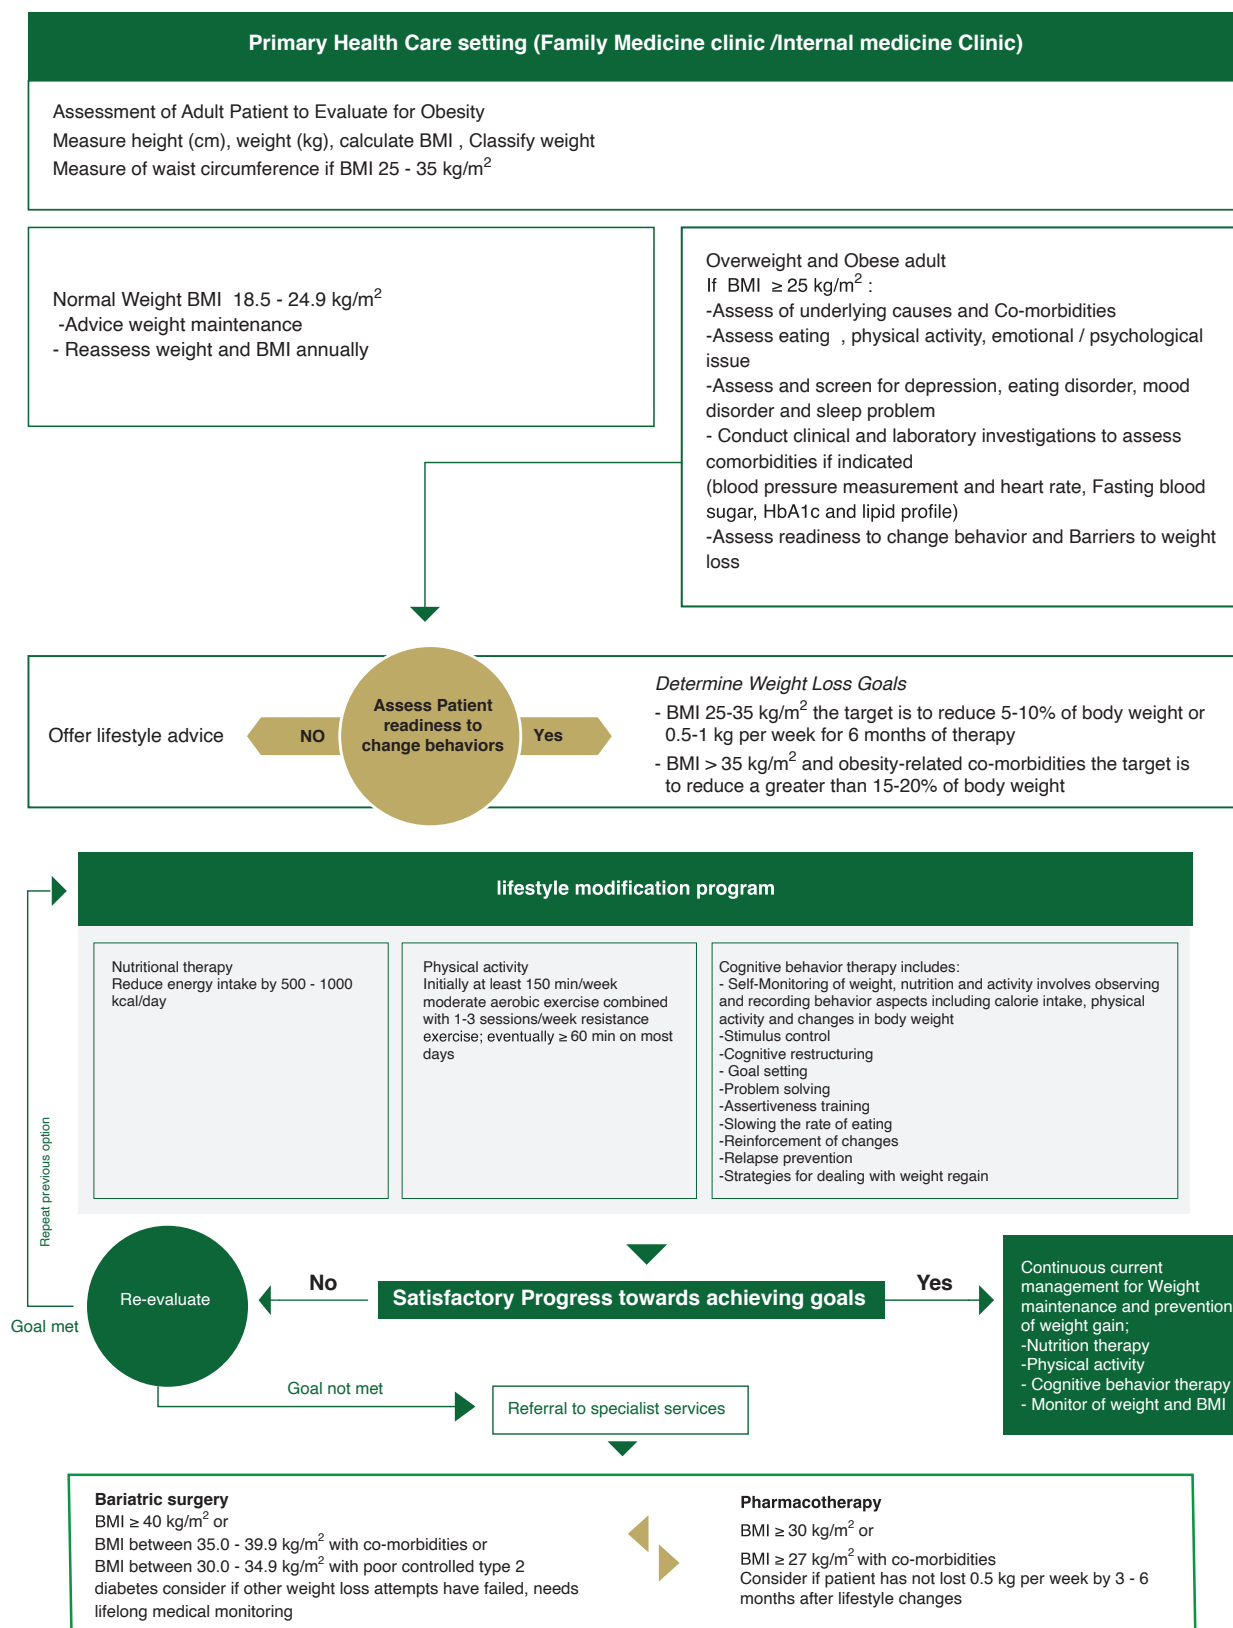 Primary Health Care setting (Family Medicine clinic /Internal medicine Clinic)
Assessment of Adult Patient to Evaluate for Obesity
Measure height (cm), weight (kg), calculate BMI , Classify weight
Measure of waist circumference if BMI 25 - 35 kg/m²
Normal Weight BMI 18.5 - 24.9 kg/m²
-Advice weight maintenance
- Reassess weight and BMI annually
Overweight and Obese adult
If BMI ≥ 25 kg/m² :
-Assess of underlying causes and Co-morbidities
-Assess eating , physical activity, emotional / psychological
issue
-Assess and screen for depression, eating disorder, mood
disorder and sleep problem
- Conduct clinical and laboratory investigations to assess
comorbidities if indicated
(blood pressure measurement and heart rate, Fasting blood
sugar, HbA1c and lipid profile)
-Assess readiness to change behavior and Barriers to weight
loss
Offer lifestyle advice
NO
Assess Patient
readiness to
change behaviors
Yes
Determine Weight Loss Goals
- BMI 25-35 kg/m² the target is to reduce 5-10% of body weight or
0.5-1 kg per week for 6 months of therapy
- BMI > 35 kg/m² and obesity-related co-morbidities the target is
to reduce a greater than 15-20% of body weight
lifestyle modification program
Nutritional therapy
Reduce energy intake by 500 - 1000
kcal/day
Physical activity
Initially at least 150 min/week
moderate aerobic exercise combined
with 1-3 sessions/week resistance
exercise; eventually ≥ 60 min on most
days
Cognitive behavior therapy includes:
- Self-Monitoring of weight, nutrition and activity involves observing
and recording behavior aspects including calorie intake, physical
activity and changes in body weight
-Stimulus control
-Cognitive restructuring
- Goal setting
-Problem solving
-Assertiveness training
-Slowing the rate of eating
-Reinforcement of changes
-Relapse prevention
-Strategies for dealing with weight regain
Repeat previous option
Re-evaluate
No
Satisfactory Progress towards achieving goals
Yes
Continuous current
management for Weight
maintenance and prevention
of weight gain;
-Nutrition therapy
-Physical activity
- Cognitive behavior therapy
- Monitor of weight and BMI
Goal met
Goal not met
Referral to specialist services
Bariatric surgery
BMI ≥ 40 kg/m² or
BMI between 35.0 - 39.9 kg/m² with co-morbidities or
BMI between 30.0 - 34.9 kg/m² with poor controlled type 2
diabetes consider if other weight loss attempts have failed, needs
lifelong medical monitoring
Pharmacotherapy
BMI ≥ 30 kg/m² or
BMI ≥ 27 kg/m² with co-morbidities
Consider if patient has not lost 0.5 kg per week by 3 - 6
months after lifestyle changes